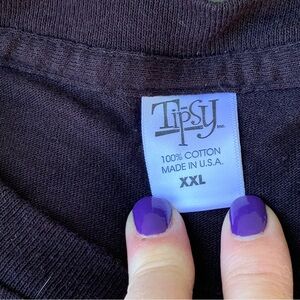 Tipsy
100% COTTON
MADE IN U.S.A.
XXL